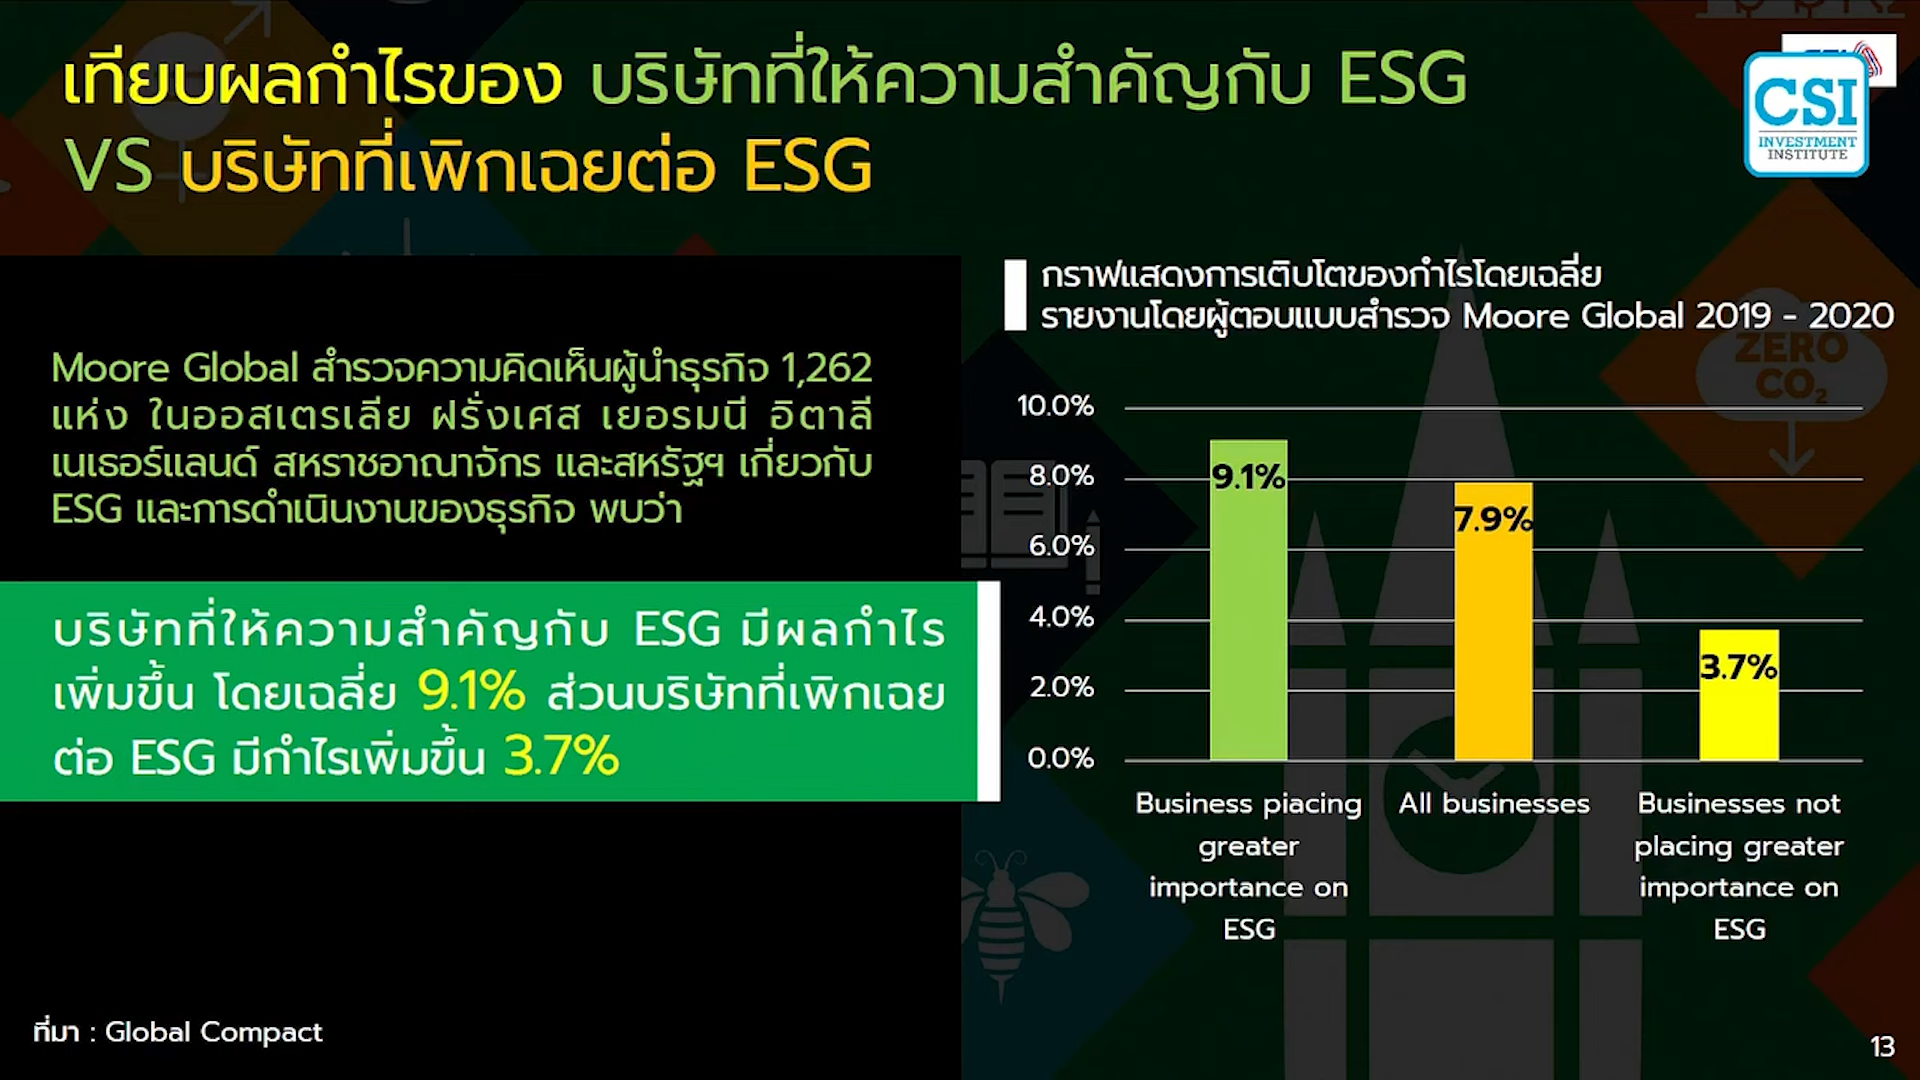 เทียบผลกำไรของ บริษัทที่ให้ความสำคัญกับ ESG
VS บริษัทที่เพิกเฉยต่อ ESG
CSI
INVESTMENT
INSTITUTE
Moore Global สำรวจความคิดเห็นผู้นำธุรกิจ 1,262
แห่ง ในออสเตรเลีย ฝรั่งเศส เยอรมนี อิตาลี
เนเธอร์แลนด์ สหราชอาณาจักร และสหรัฐฯ เกี่ยวกับ
ESG และการดำเนินงานของธุรกิจ พบว่า
บริษัทที่ให้ความสำคัญกับ ESG มีผลกำไร
เพิ่มขึ้น โดยเฉลี่ย 9.1% ส่วนบริษัทที่เพิกเฉย
ต่อ ESG มีกำไรเพิ่มขึ้น 3.7%
กราฟแสดงการเติบโตของกำไรโดยเฉลี่ย
รายงานโดยผู้ตอบแบบสำรวจ Moore Global 2019 - 2020
ZERO
CO₂
10.0%
8.0%
6.0%
4.0%
2.0%
0.0%
9.1%
7.9%
3.7%
Business piacing
greater
importance on
ESG
All businesses
Businesses not
placing greater
importance on
ESG
ที่มา : Global Compact
13